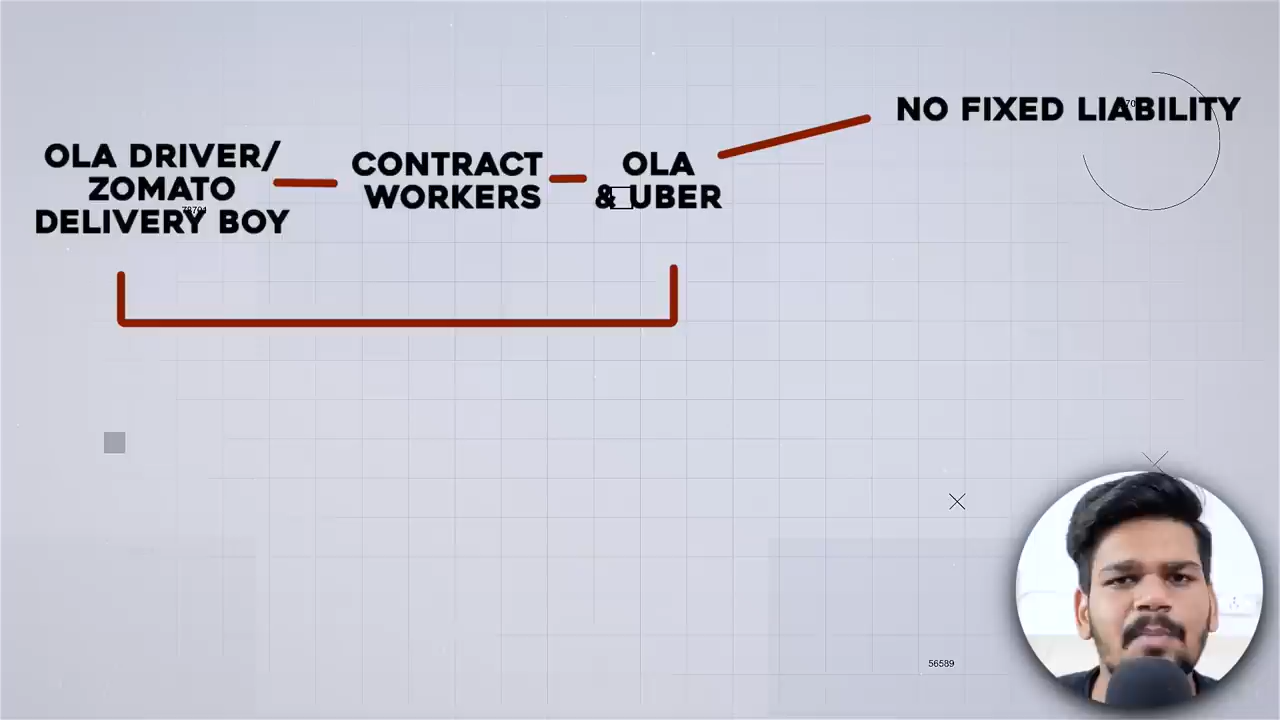 OLA DRIVER/
ZOMATO
DELIVERY BOY
CONTRACT
WORKERS
OLA
& UBER
NO FIXED LIABILITY
56589